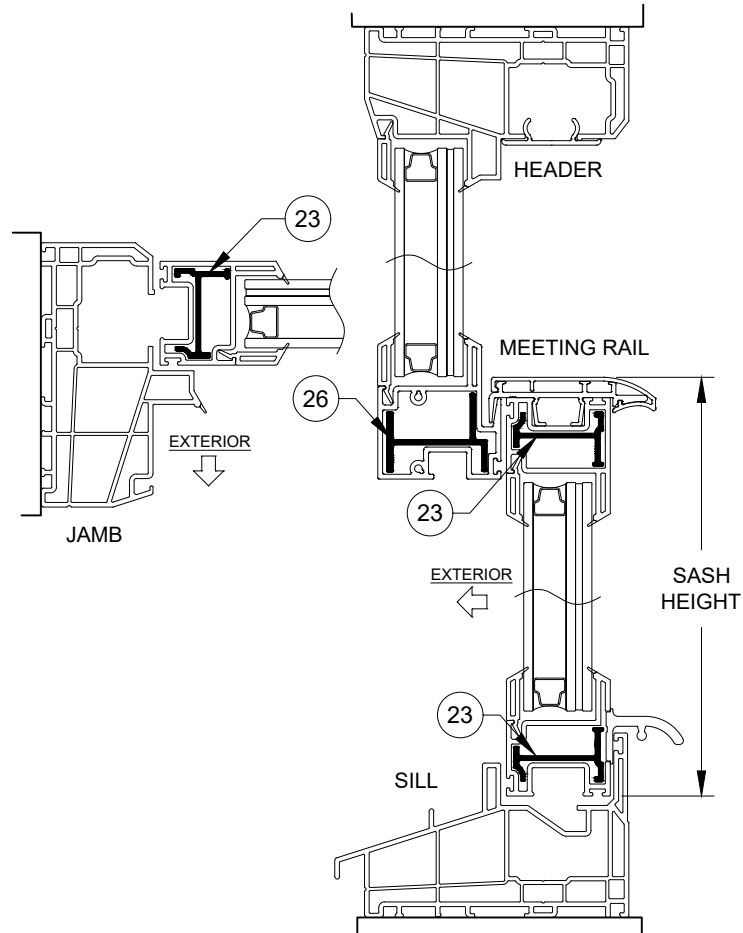 HEADER
23
MEETING RAIL
26
EXTERIOR
23
JAMB
EXTERIOR
SASH
HEIGHT
23
SILL